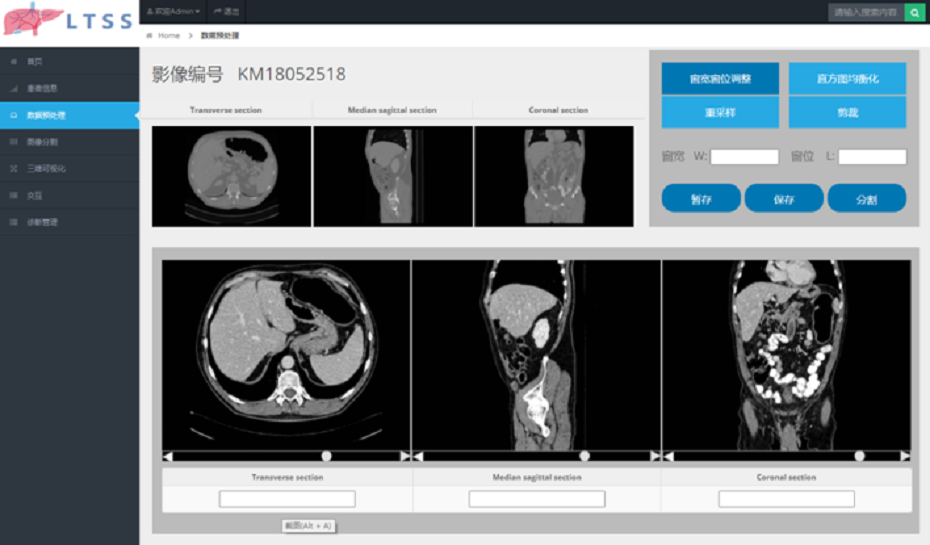 LTSS
欢迎Admin
退出
请输入搜索内容
Home > 数据预处理
首页
患者信息
数据预处理
图像分割
三维可视化
交互
诊断管理
影像编号 KM18052518
Transverse section Median sagittal section Coronal section
窗宽窗位调整 直方图均衡化
重采样 剪裁
窗宽 W: 窗位 L:
暂存 保存 分割
Transverse section Median sagittal section Coronal section
截图(Alt + A)